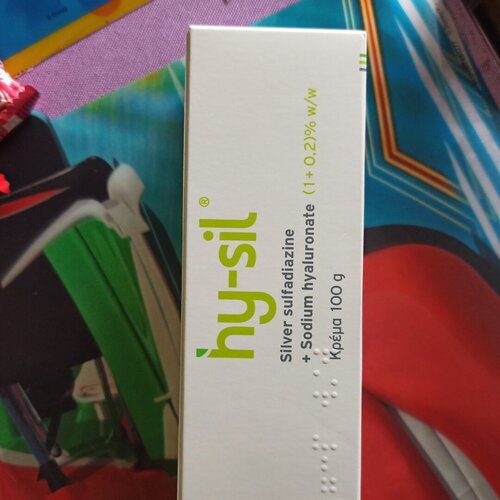 hy-sil®
Silver sulfadiazine
+ Sodium hyaluronate (1+0,2)% w/w
Κρέμα 100 g